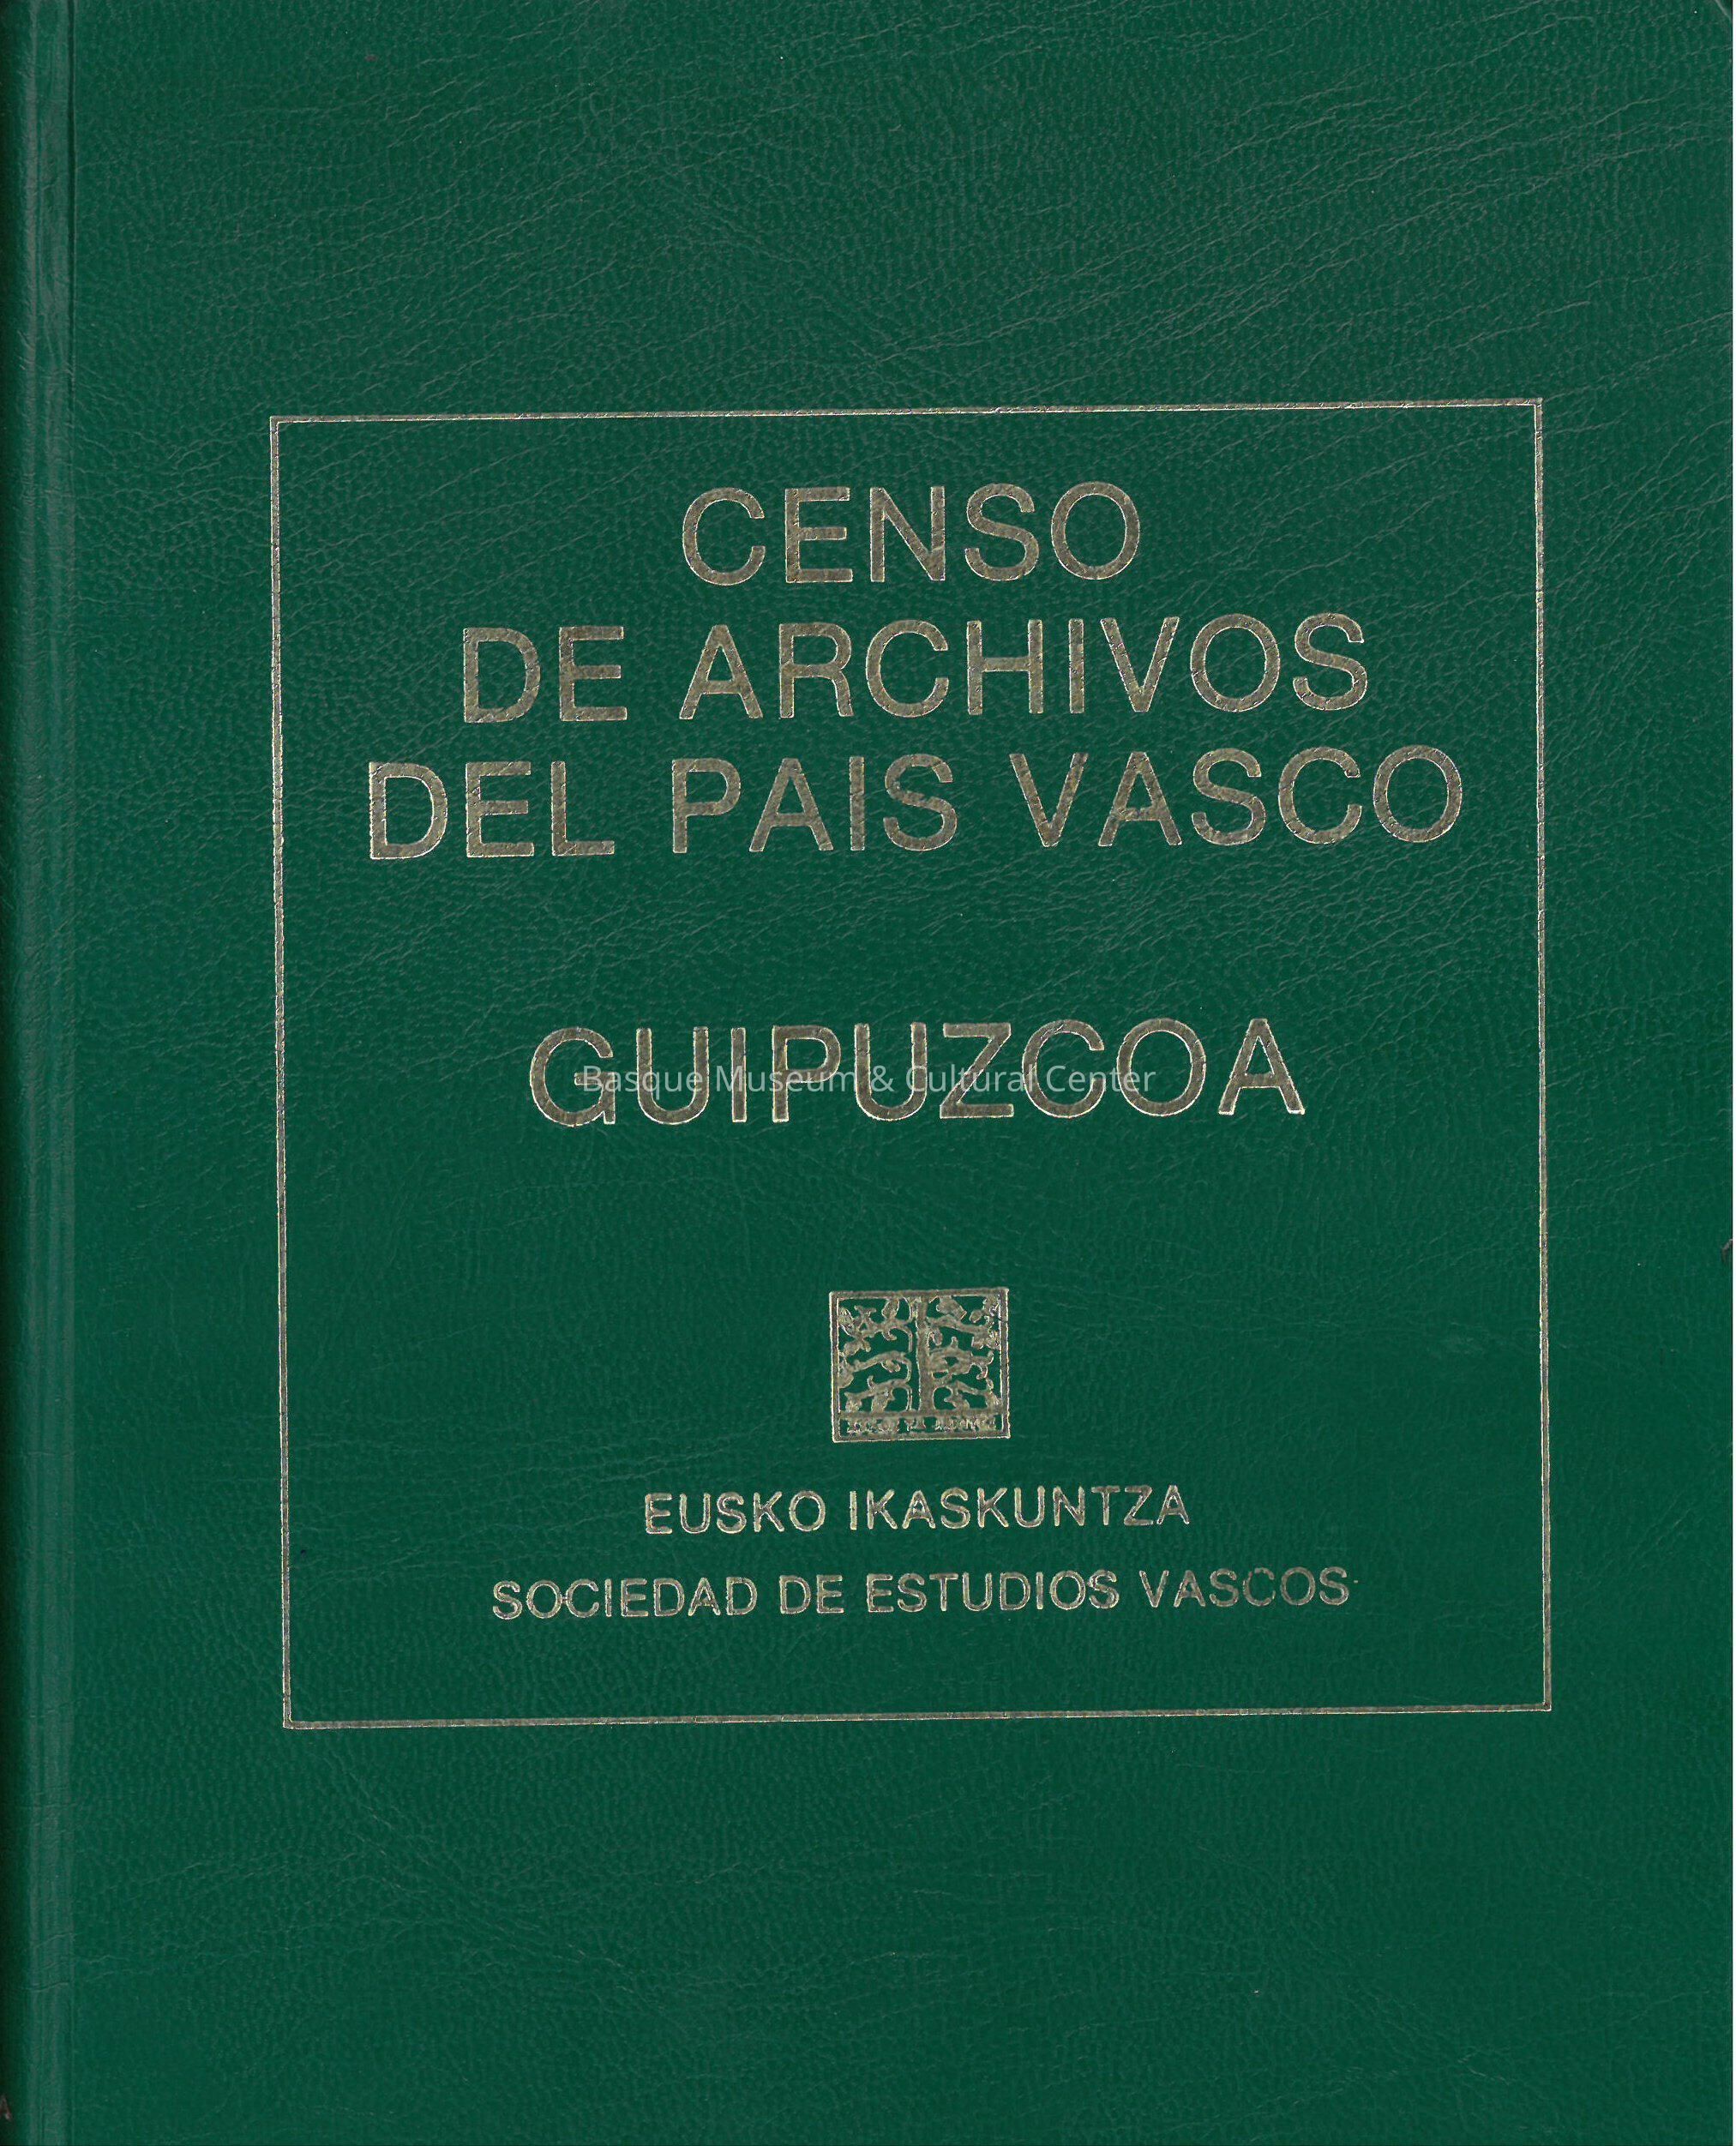 CENSO
DE ARCHIVOS
DEL PAIS VASCO
GUIPUZCOA
Basque Museum & Cultural Center
EUSKO IKASKUNTZA
SOCIEDAD DE ESTUDIOS VASCOS